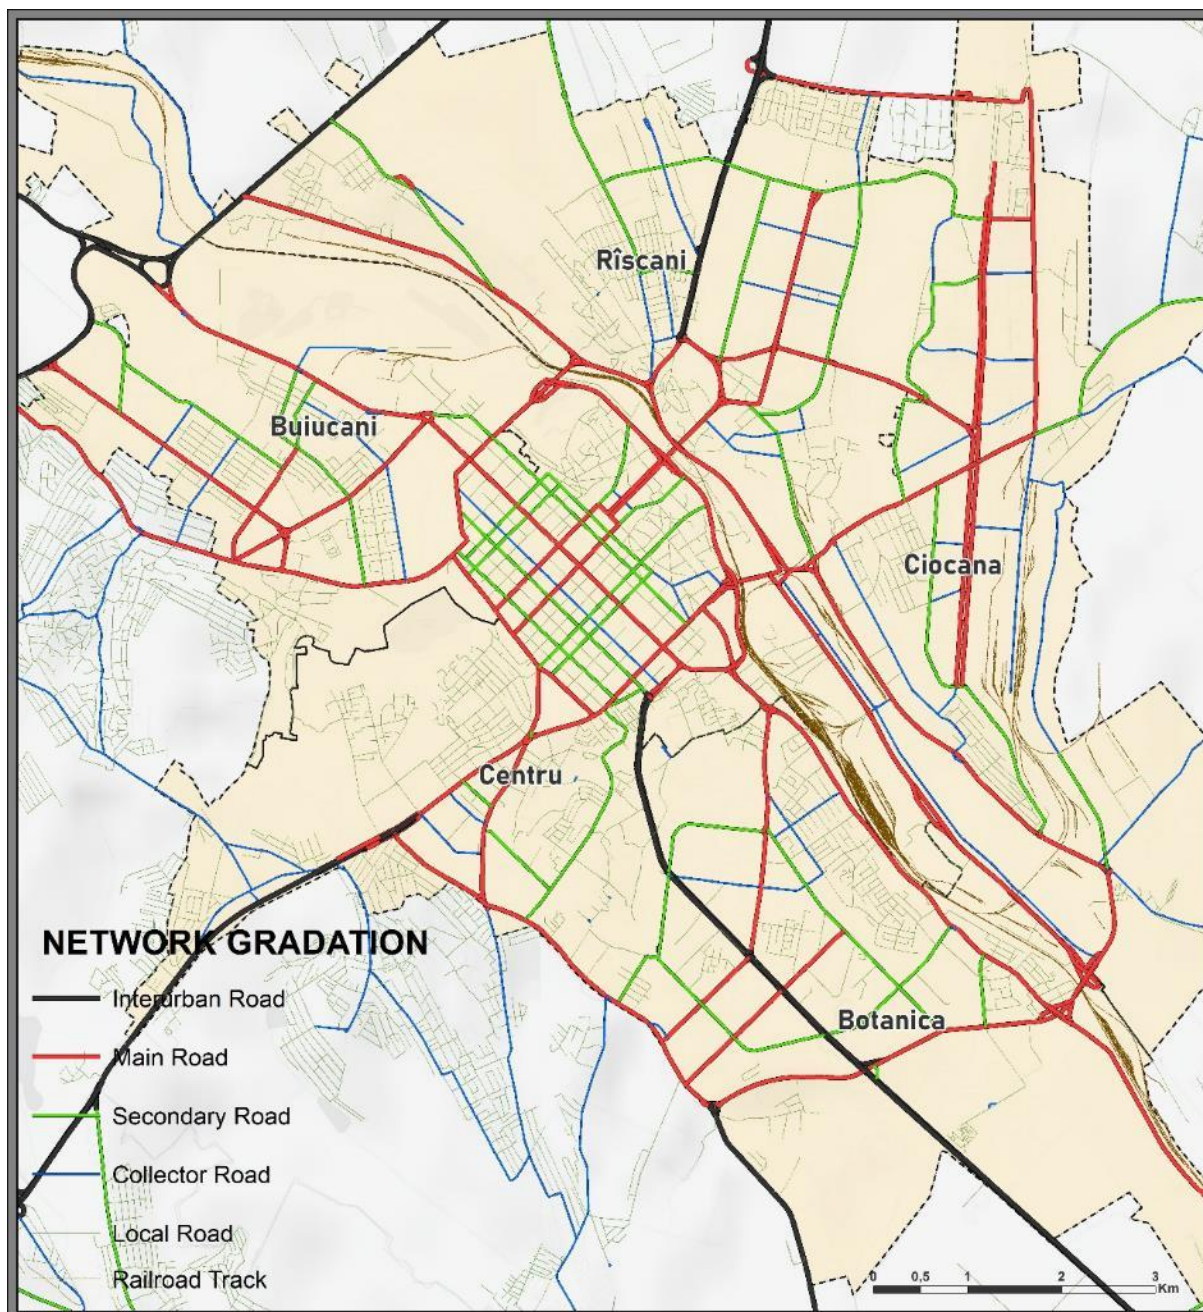 Rîșcani
Buiucani
Ciocana
Centru
NETWORK GRADATION
Interurban Road
Botanica
Main Road
Secondary Road
Collector Road
Local Road
Railroad Track
0 0,5 1 2 3
Km